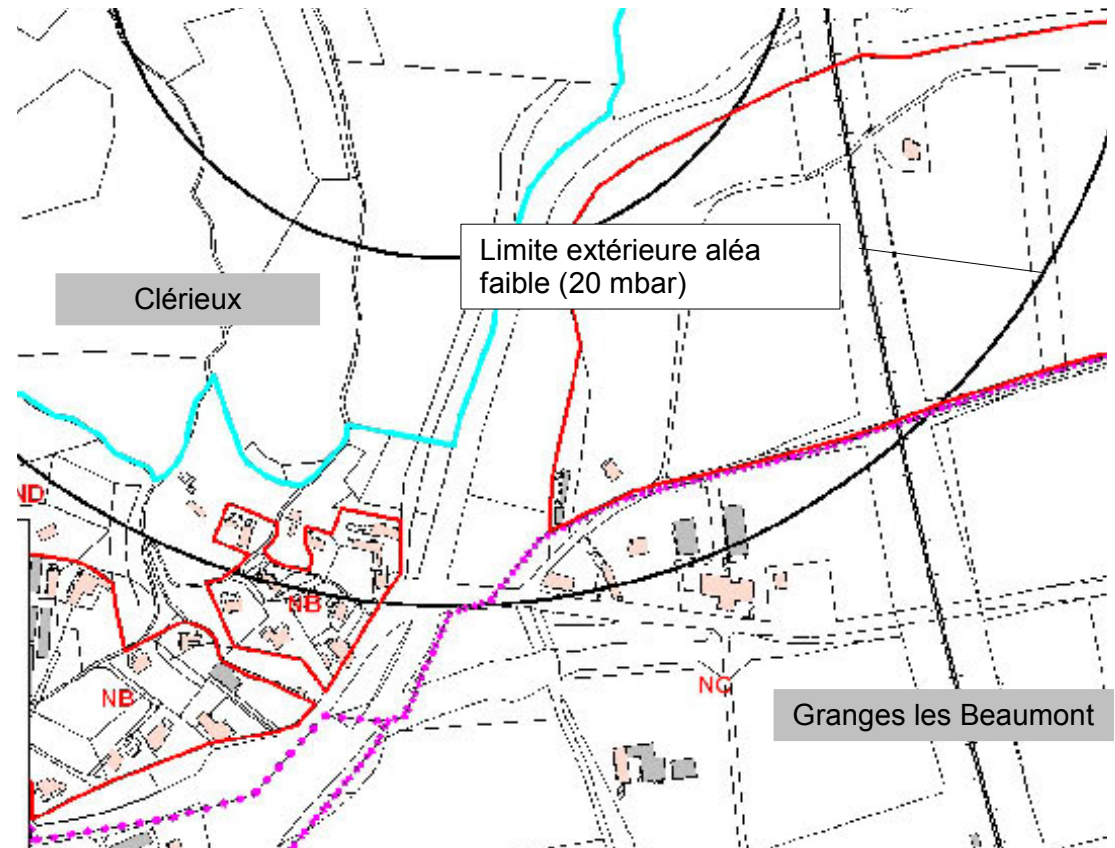 Limite extérieure aléa
faible (20 mbar)
Clérieux
ND
NB
NB
NC
Granges les Beaumont